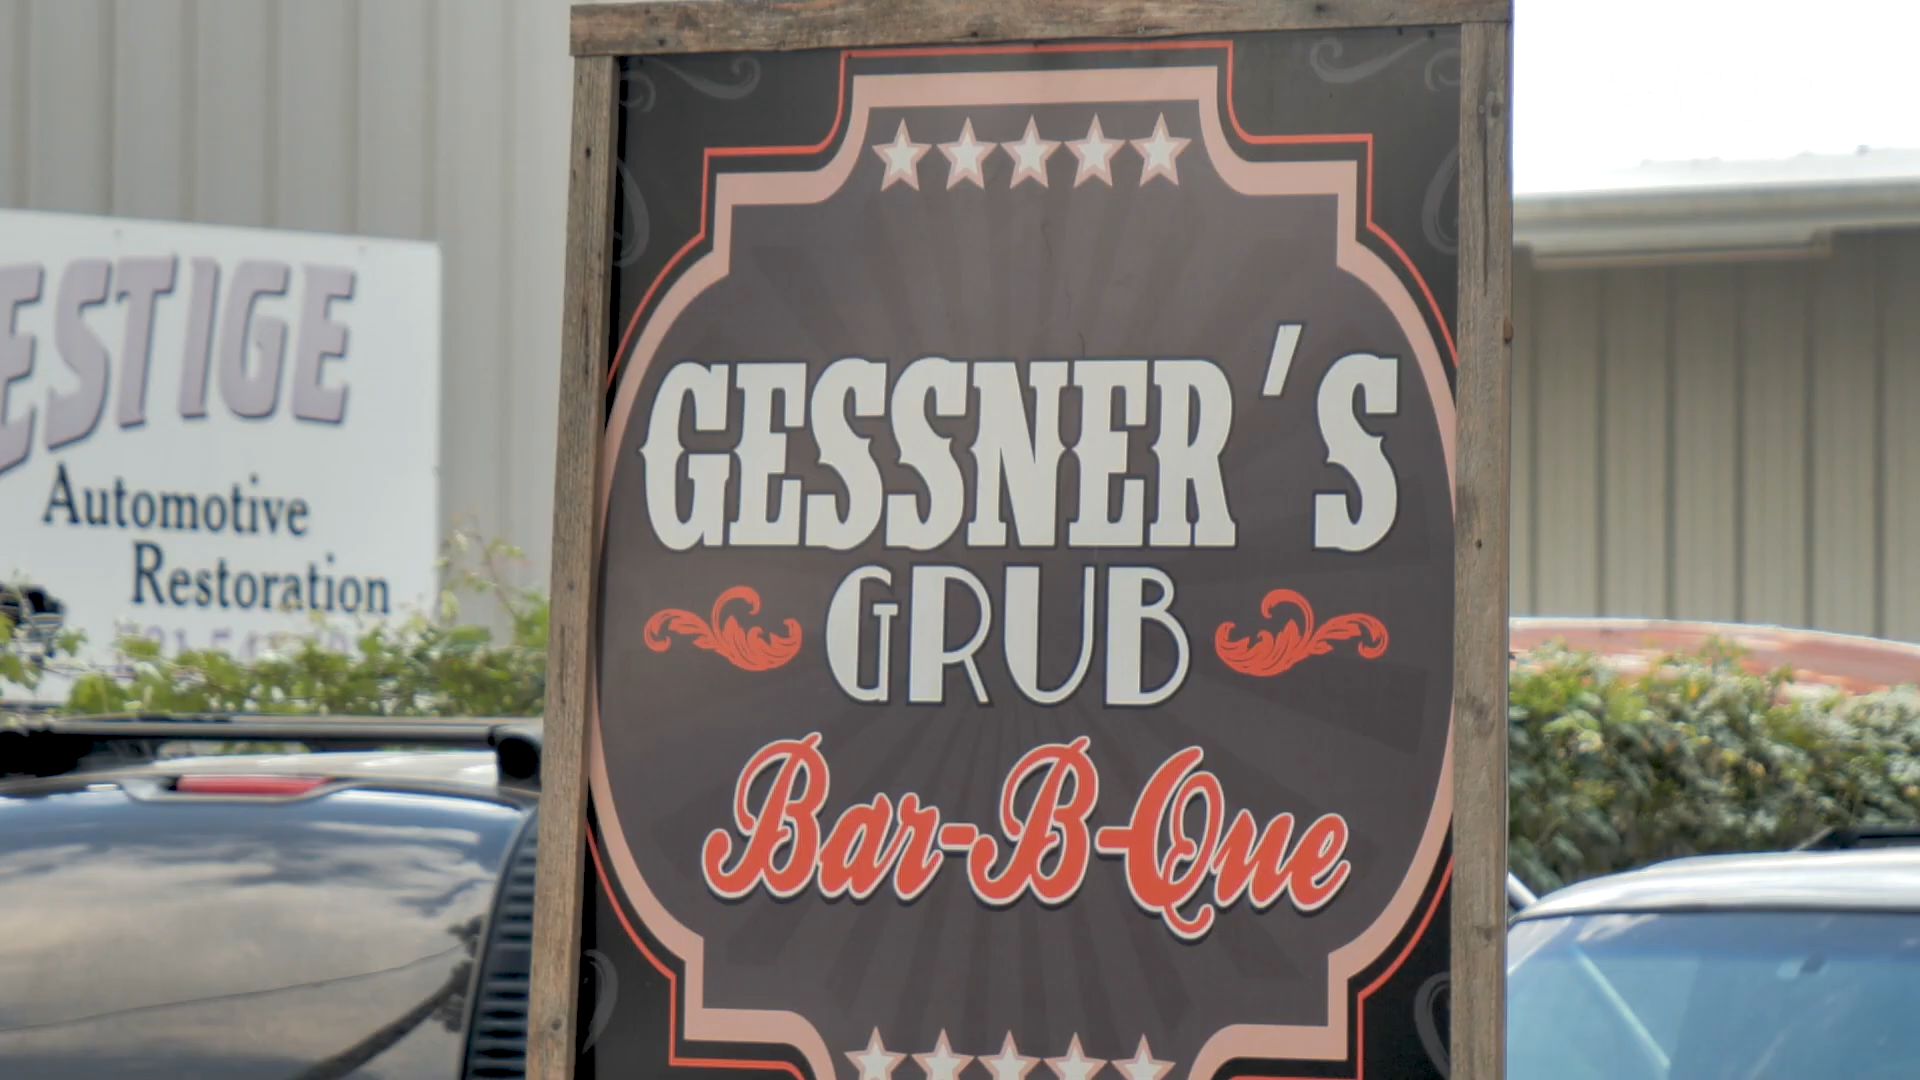 ESTIGE
Automotive
Restoration
GESSNER'S
GRUB
Bar-B-Que